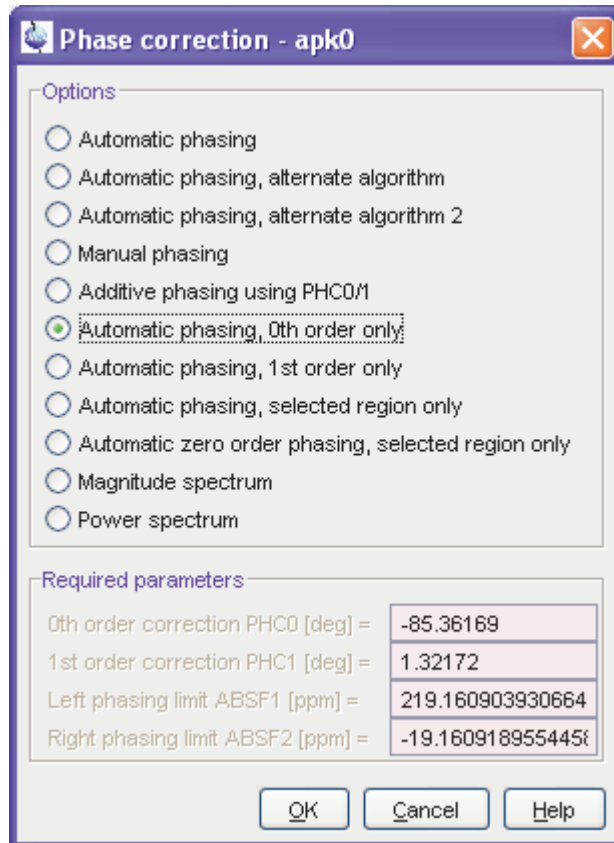 Phase correction - apk0
Options
Automatic phasing
Automatic phasing, alternate algorithm
Automatic phasing, alternate algorithm 2
Manual phasing
Additive phasing using PHC0/1
Automatic phasing, 0th order only
Automatic phasing, 1st order only
Automatic phasing, selected region only
Automatic zero order phasing, selected region only
Magnitude spectrum
Power spectrum
Required parameters
0th order correction PHC0 [deg] = -85.36169
1st order correction PHC1 [deg] = 1.32172
Left phasing limit ABSF1 [ppm] = 219.160903930664
Right phasing limit ABSF2 [ppm] = -19.1609189554458
OK Cancel Help